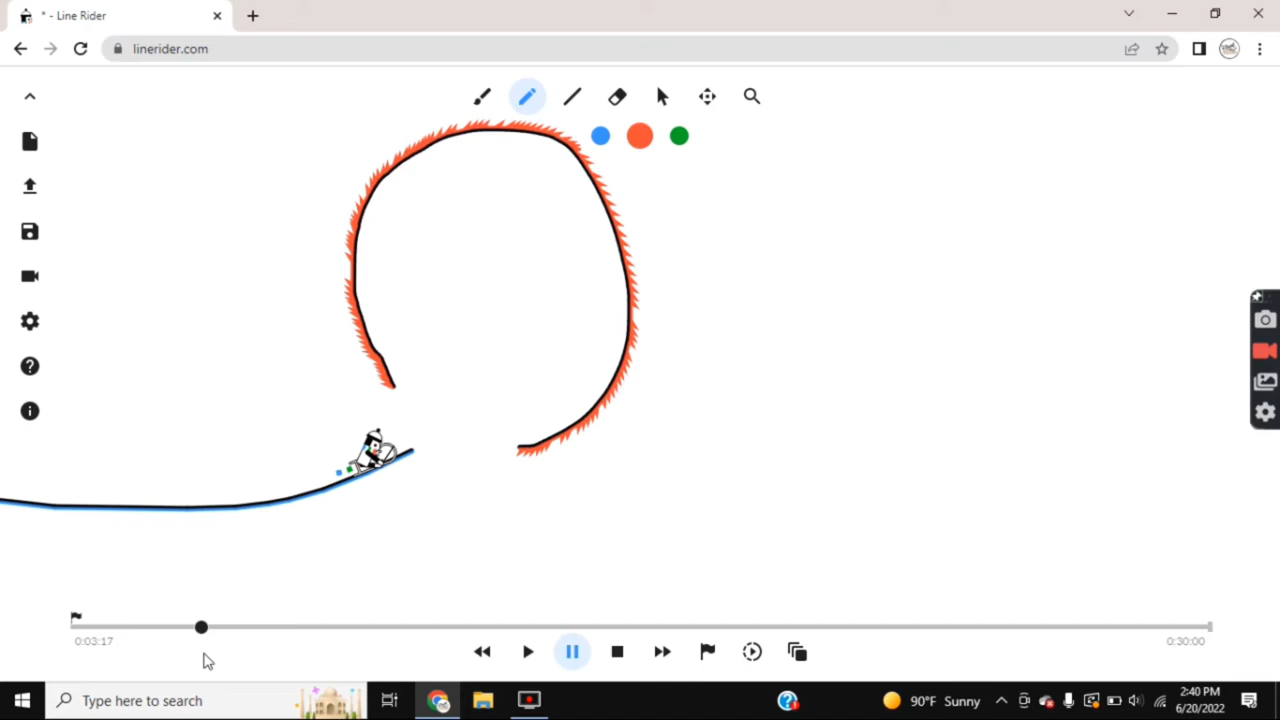 * - Line Rider
linerider.com
0:03:17
0:30:00
Type here to search
90°F Sunny
2:40 PM
6/20/2022